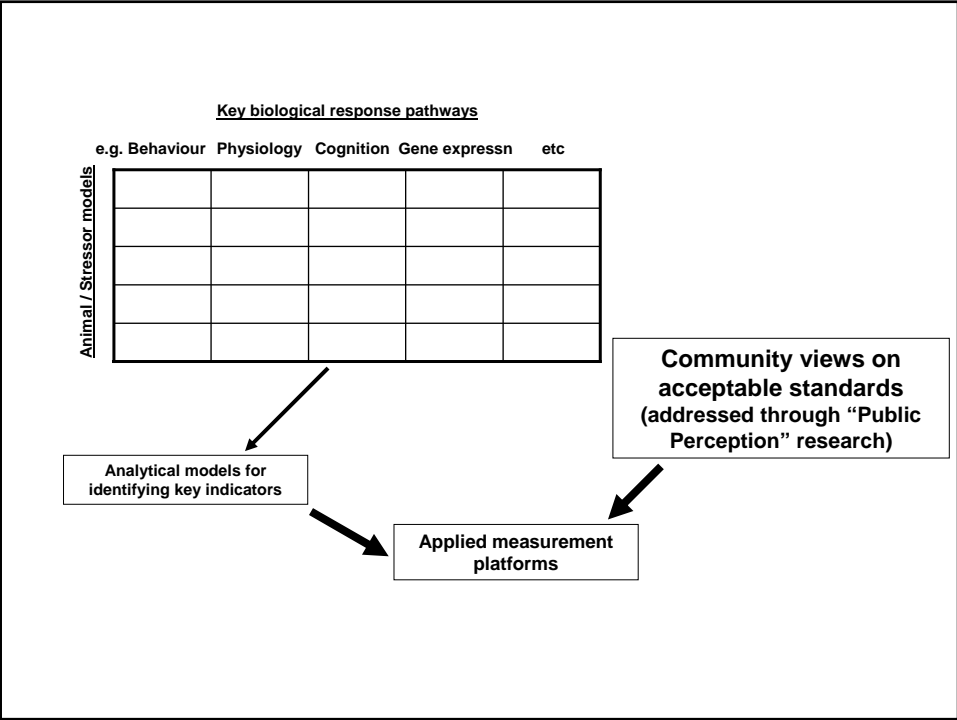 Key biological response pathways
e.g. Behaviour Physiology Cognition Gene expressn etc
Animal / Stressor models
Community views on
acceptable standards
(addressed through “Public
Perception” research)
Analytical models for
identifying key indicators
Applied measurement
platforms